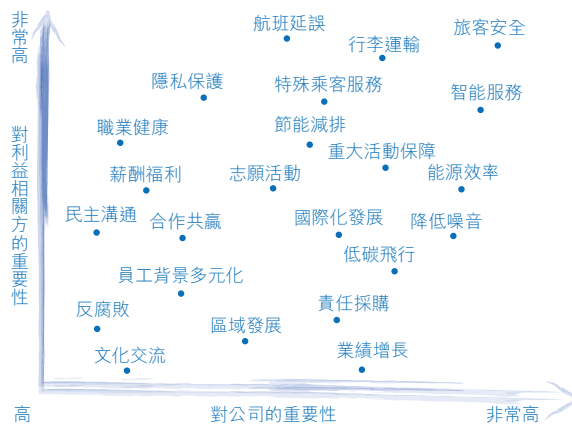 非常高
對利益相關方的重要性
航班延誤
旅客安全
行李運輸
隱私保護
特殊乘客服務
智能服務
職業健康
節能減排
重大活動保障
薪酬福利
志願活動
能源效率
民主溝通
合作共贏
國際化發展
降低噪音
低碳飛行
員工背景多元化
反腐敗
責任採購
區域發展
文化交流
業績增長
高
對公司的重要性
非常高